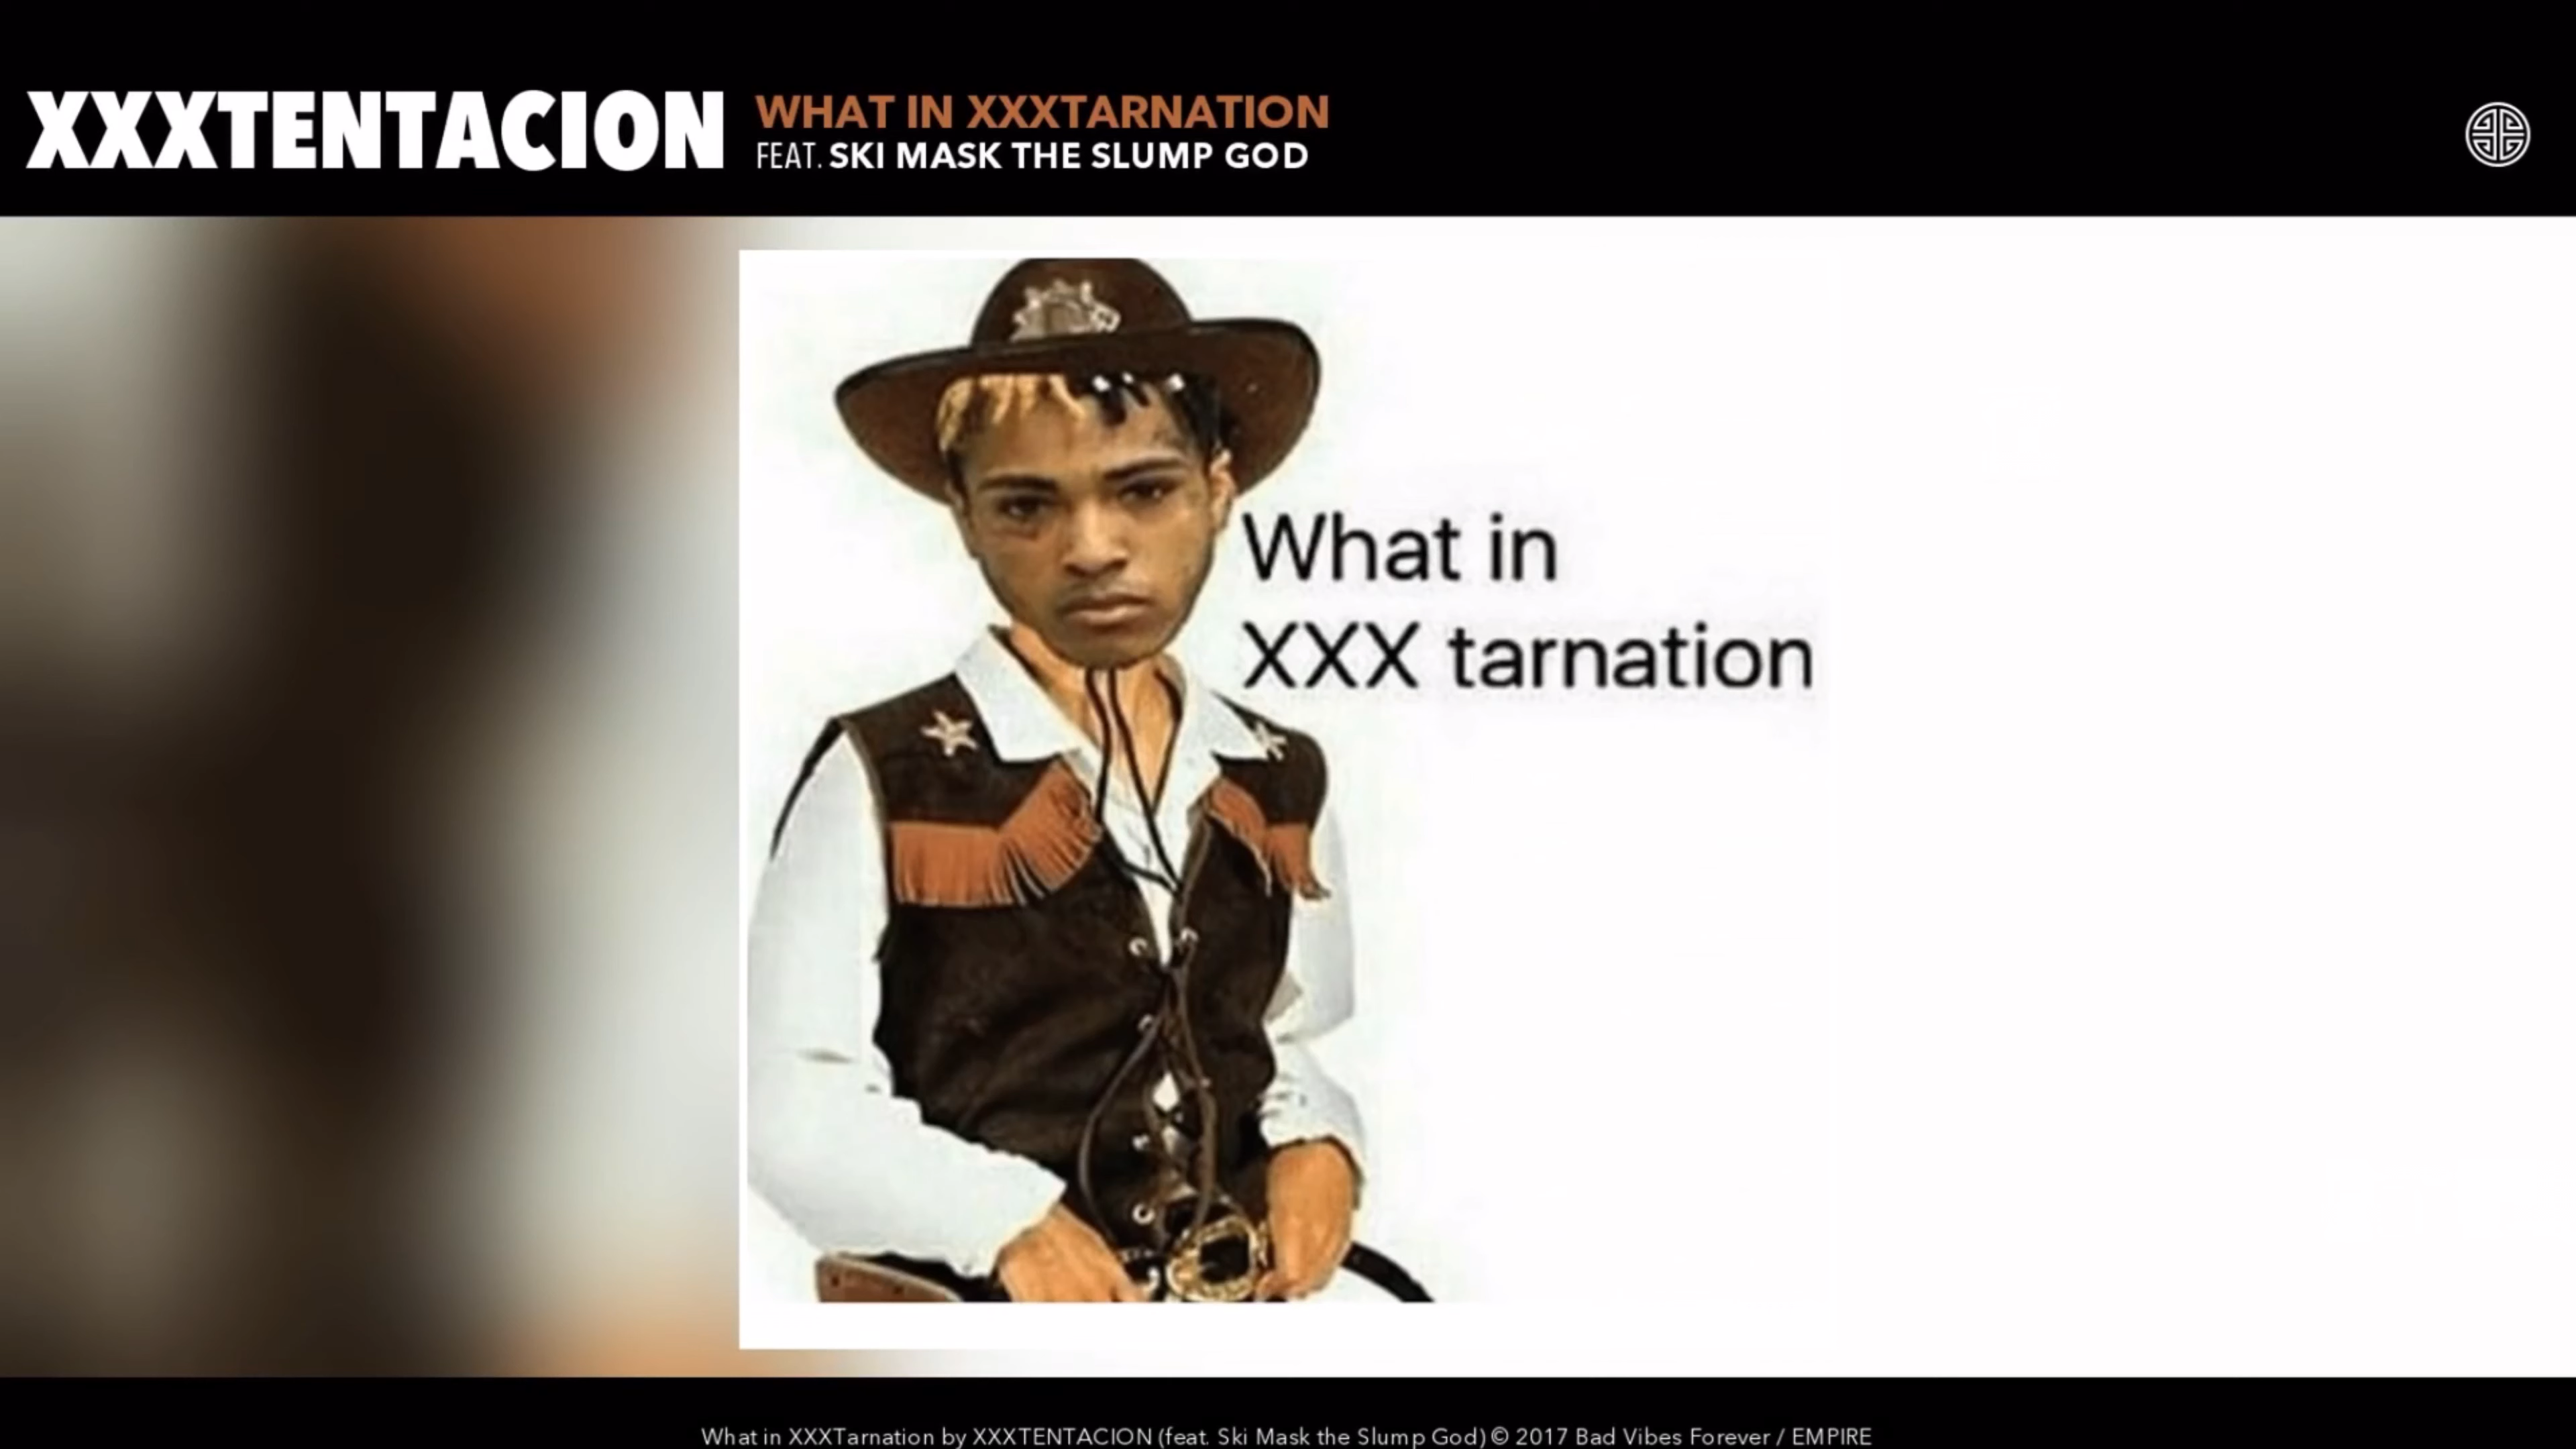 XXXTENTACION
WHAT IN XXXTARNATION
FEAT. SKI MASK THE SLUMP GOD
What in
XXX tarnation
What in XXXTarnation by XXXTENTACION (feat. Ski Mask the Slump God) © 2017 Bad Vibes Forever / EMPIRE